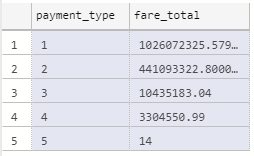 payment_type fare_total
1 1 1026072325.579…
2 2 441093322.8000…
3 3 10435183.04
4 4 3304550.99
5 5 14